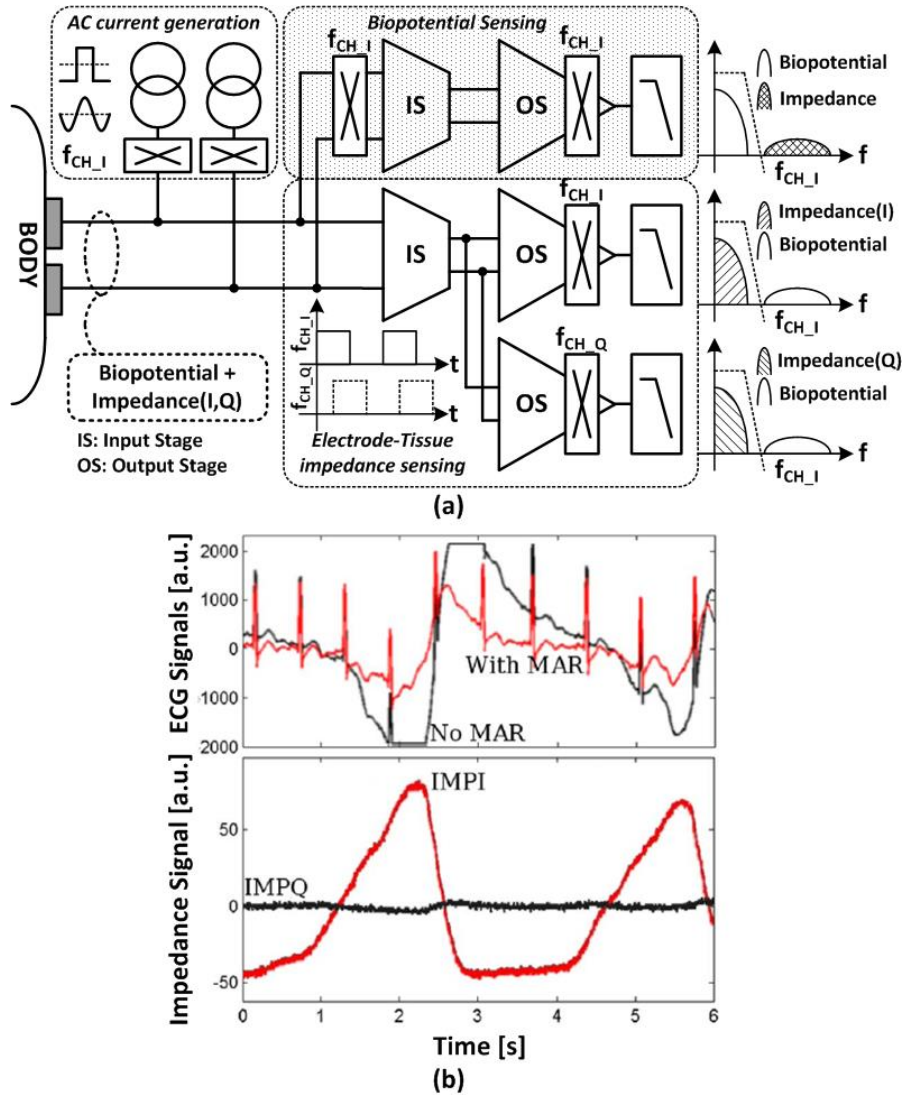 AC current generation
Biopotential Sensing
f_CH_I
f_CH_I
f_CH_I
IS
OS
Biopotential
Impedance
f
f_CH_I
BODY
IS
f_CH_I
OS
Impedance(I)
Biopotential
f
f_CH_I
f_CH_I
t
f_CH_Q
t
f_CH_Q
OS
Impedance(Q)
Biopotential
f
f_CH_I
Biopotential +
Impedance(I,Q)
IS: Input Stage
OS: Output Stage
Electrode-Tissue
impedance sensing
(a)
ECG Signals [a.u.]
2000
1000
0
-1000
2000
With MAR
No MAR
Impedance Signal [a.u.]
50
0
-50
IMPI
IMPQ
0 1 2 3 4 5 6
Time [s]
(b)